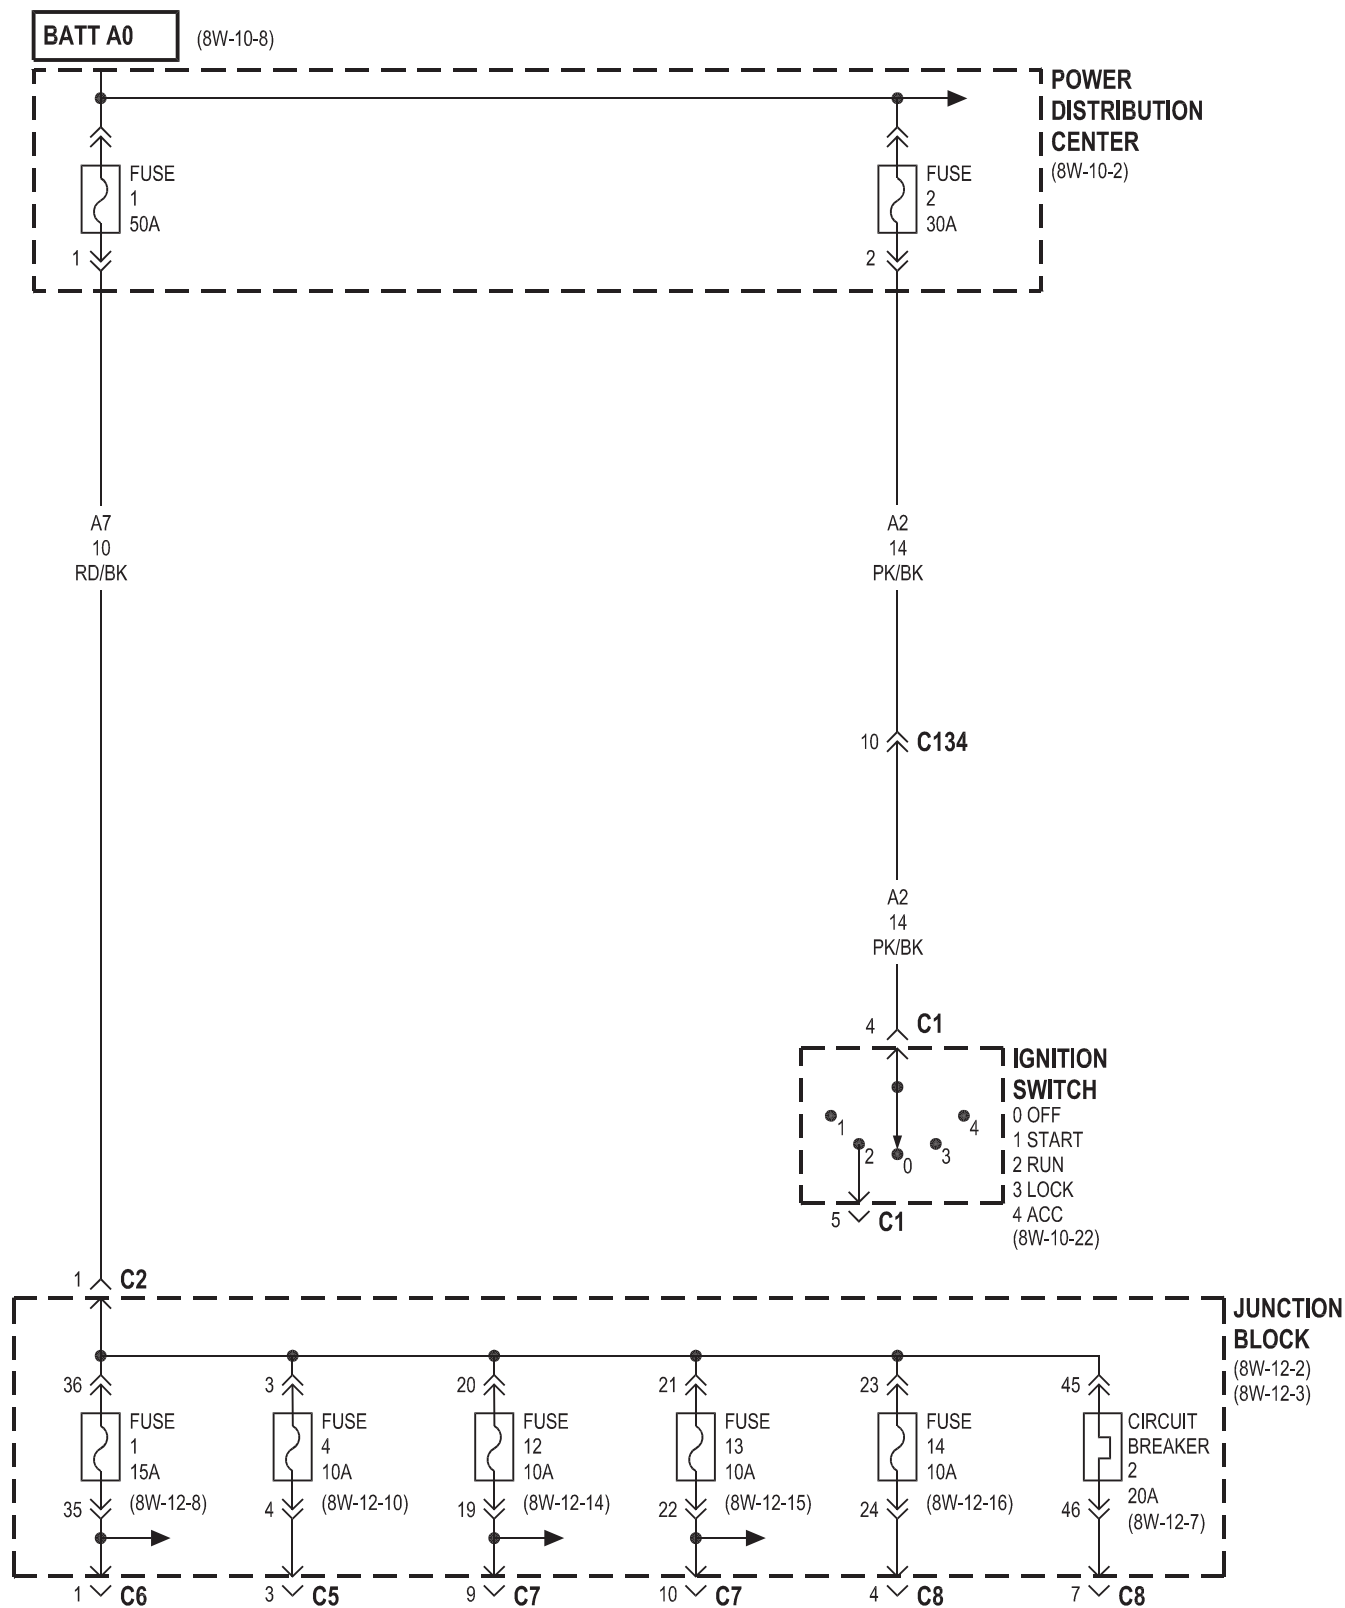 BATT A0
(8W-10-8)
POWER
DISTRIBUTION
CENTER
(8W-10-2)
FUSE
1
50A
1
FUSE
2
30A
2
A7
10
RD/BK
A2
14
PK/BK
10
C134
A2
14
PK/BK
4
C1
IGNITION
SWITCH
0 OFF
1 START
2 RUN
3 LOCK
4 ACC
(8W-10-22)
1
2
0
3
4
5
C1
1
C2
JUNCTION
BLOCK
(8W-12-2)
(8W-12-3)
36
FUSE
1
15A
(8W-12-8)
35
1
C6
3
FUSE
4
10A
(8W-12-10)
4
3
C5
20
FUSE
12
10A
(8W-12-14)
19
9
C7
21
FUSE
13
10A
(8W-12-15)
22
10
C7
23
FUSE
14
10A
(8W-12-16)
24
4
C8
45
CIRCUIT
BREAKER
2
20A
(8W-12-7)
46
7
C8